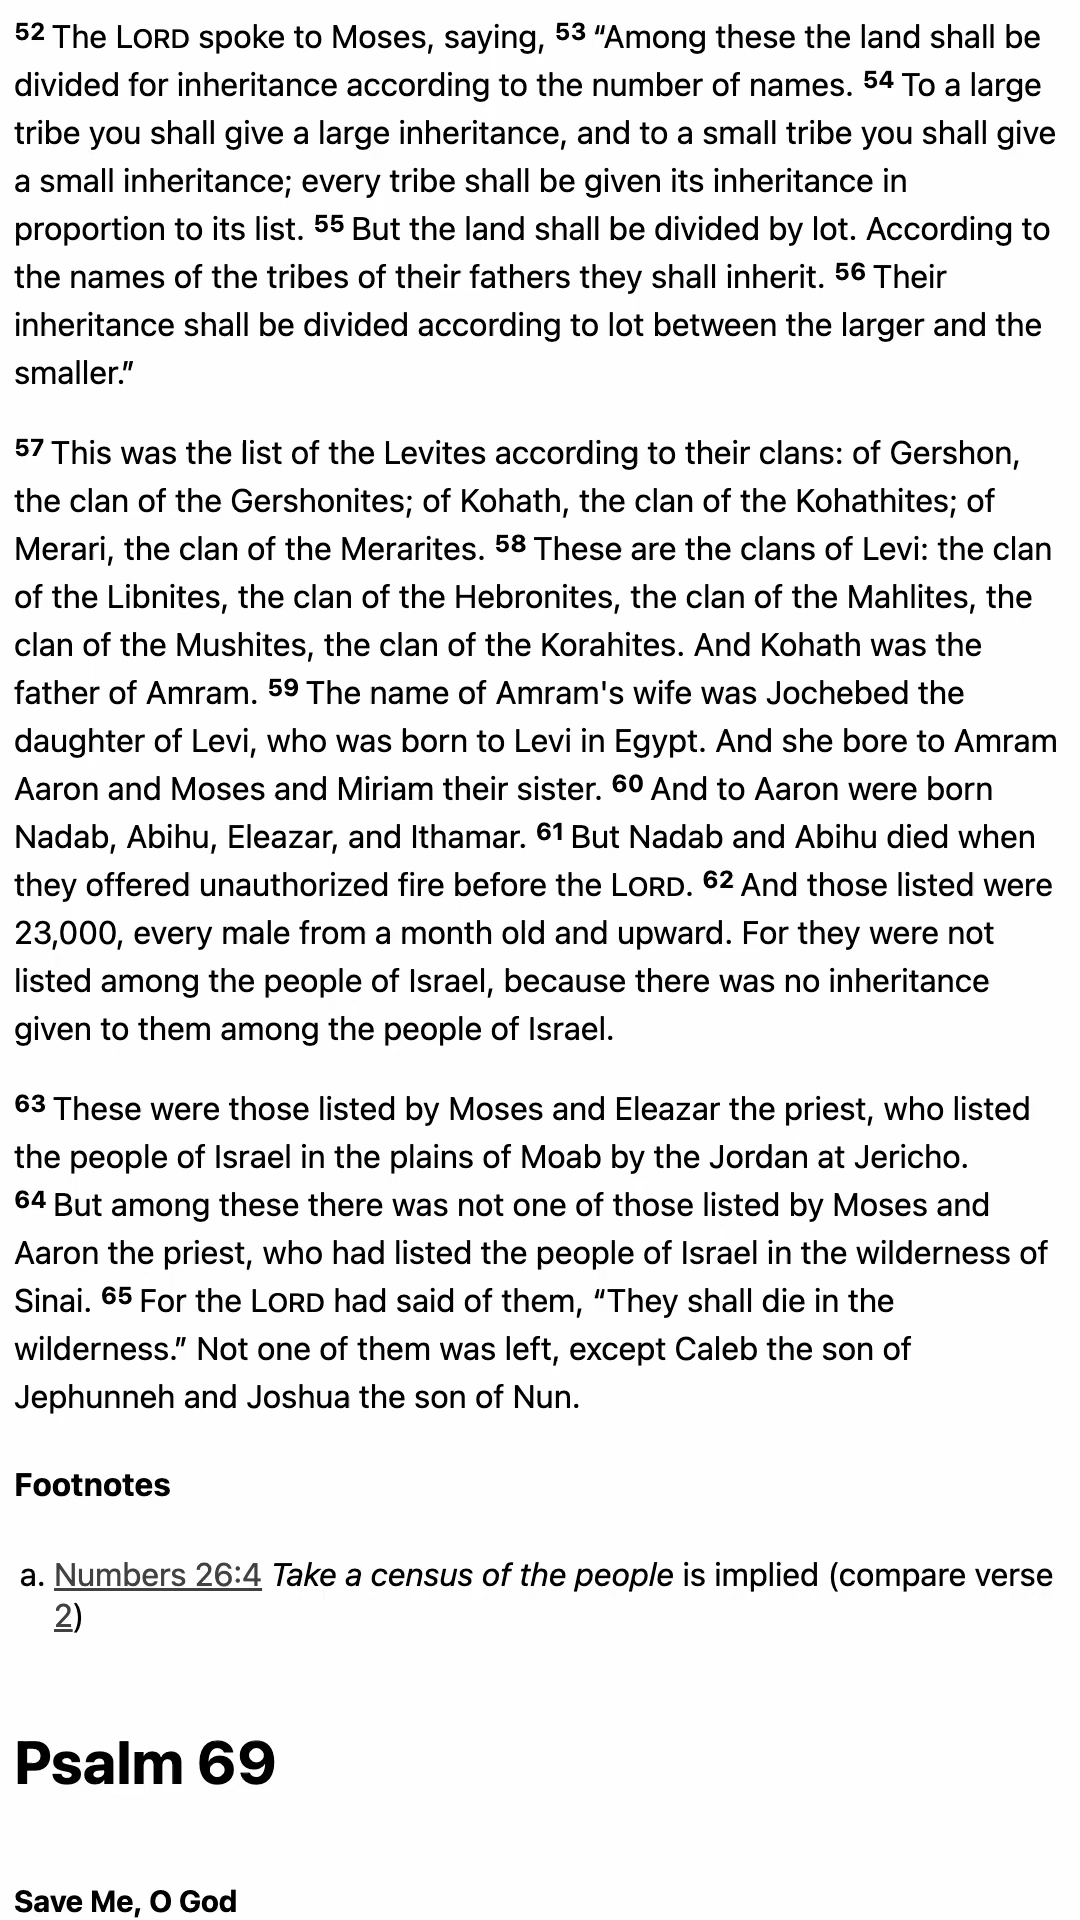 52 The LORD spoke to Moses, saying, 53 “Among these the land shall be
divided for inheritance according to the number of names. 54 To a large
tribe you shall give a large inheritance, and to a small tribe you shall give
a small inheritance; every tribe shall be given its inheritance in
proportion to its list. 55 But the land shall be divided by lot. According to
the names of the tribes of their fathers they shall inherit. 56 Their
inheritance shall be divided according to lot between the larger and the
smaller.”
57 This was the list of the Levites according to their clans: of Gershon,
the clan of the Gershonites; of Kohath, the clan of the Kohathites; of
Merari, the clan of the Merarites. 58 These are the clans of Levi: the clan
of the Libnites, the clan of the Hebronites, the clan of the Mahlites, the
clan of the Mushites, the clan of the Korahites. And Kohath was the
father of Amram. 59 The name of Amram's wife was Jochebed the
daughter of Levi, who was born to Levi in Egypt. And she bore to Amram
Aaron and Moses and Miriam their sister. 60 And to Aaron were born
Nadab, Abihu, Eleazar, and Ithamar. 61 But Nadab and Abihu died when
they offered unauthorized fire before the LORD. 62 And those listed were
23,000, every male from a month old and upward. For they were not
listed among the people of Israel, because there was no inheritance
given to them among the people of Israel.
63 These were those listed by Moses and Eleazar the priest, who listed
the people of Israel in the plains of Moab by the Jordan at Jericho.
64 But among these there was not one of those listed by Moses and
Aaron the priest, who had listed the people of Israel in the wilderness of
Sinai. 65 For the LORD had said of them, “They shall die in the
wilderness.” Not one of them was left, except Caleb the son of
Jephunneh and Joshua the son of Nun.
Footnotes
a. Numbers 26:4 Take a census of the people is implied (compare verse
2)
Psalm 69
Save Me, O God